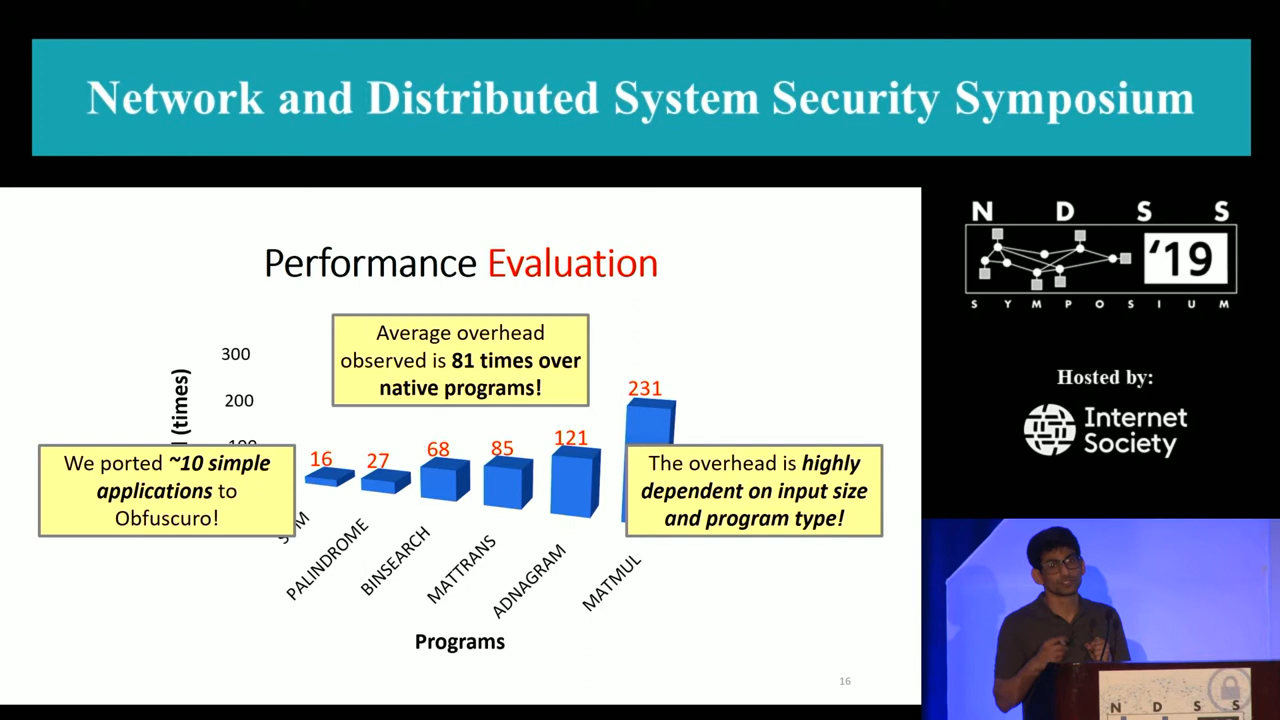 Network and Distributed System Security Symposium
N D S S
'19
S Y M P O S I U M
Hosted by:
Internet
Society
Performance Evaluation
Average overhead
observed is 81 times over
native programs!
300
200
(times)
We ported ~10 simple
applications to
Obfuscuro!
The overhead is highly
dependent on input size
and program type!
16
27
68
85
121
231
PALINDROME
BINSEARCH
MATTRANS
ADNAGRAM
MATMUL
Programs
16
N D S S